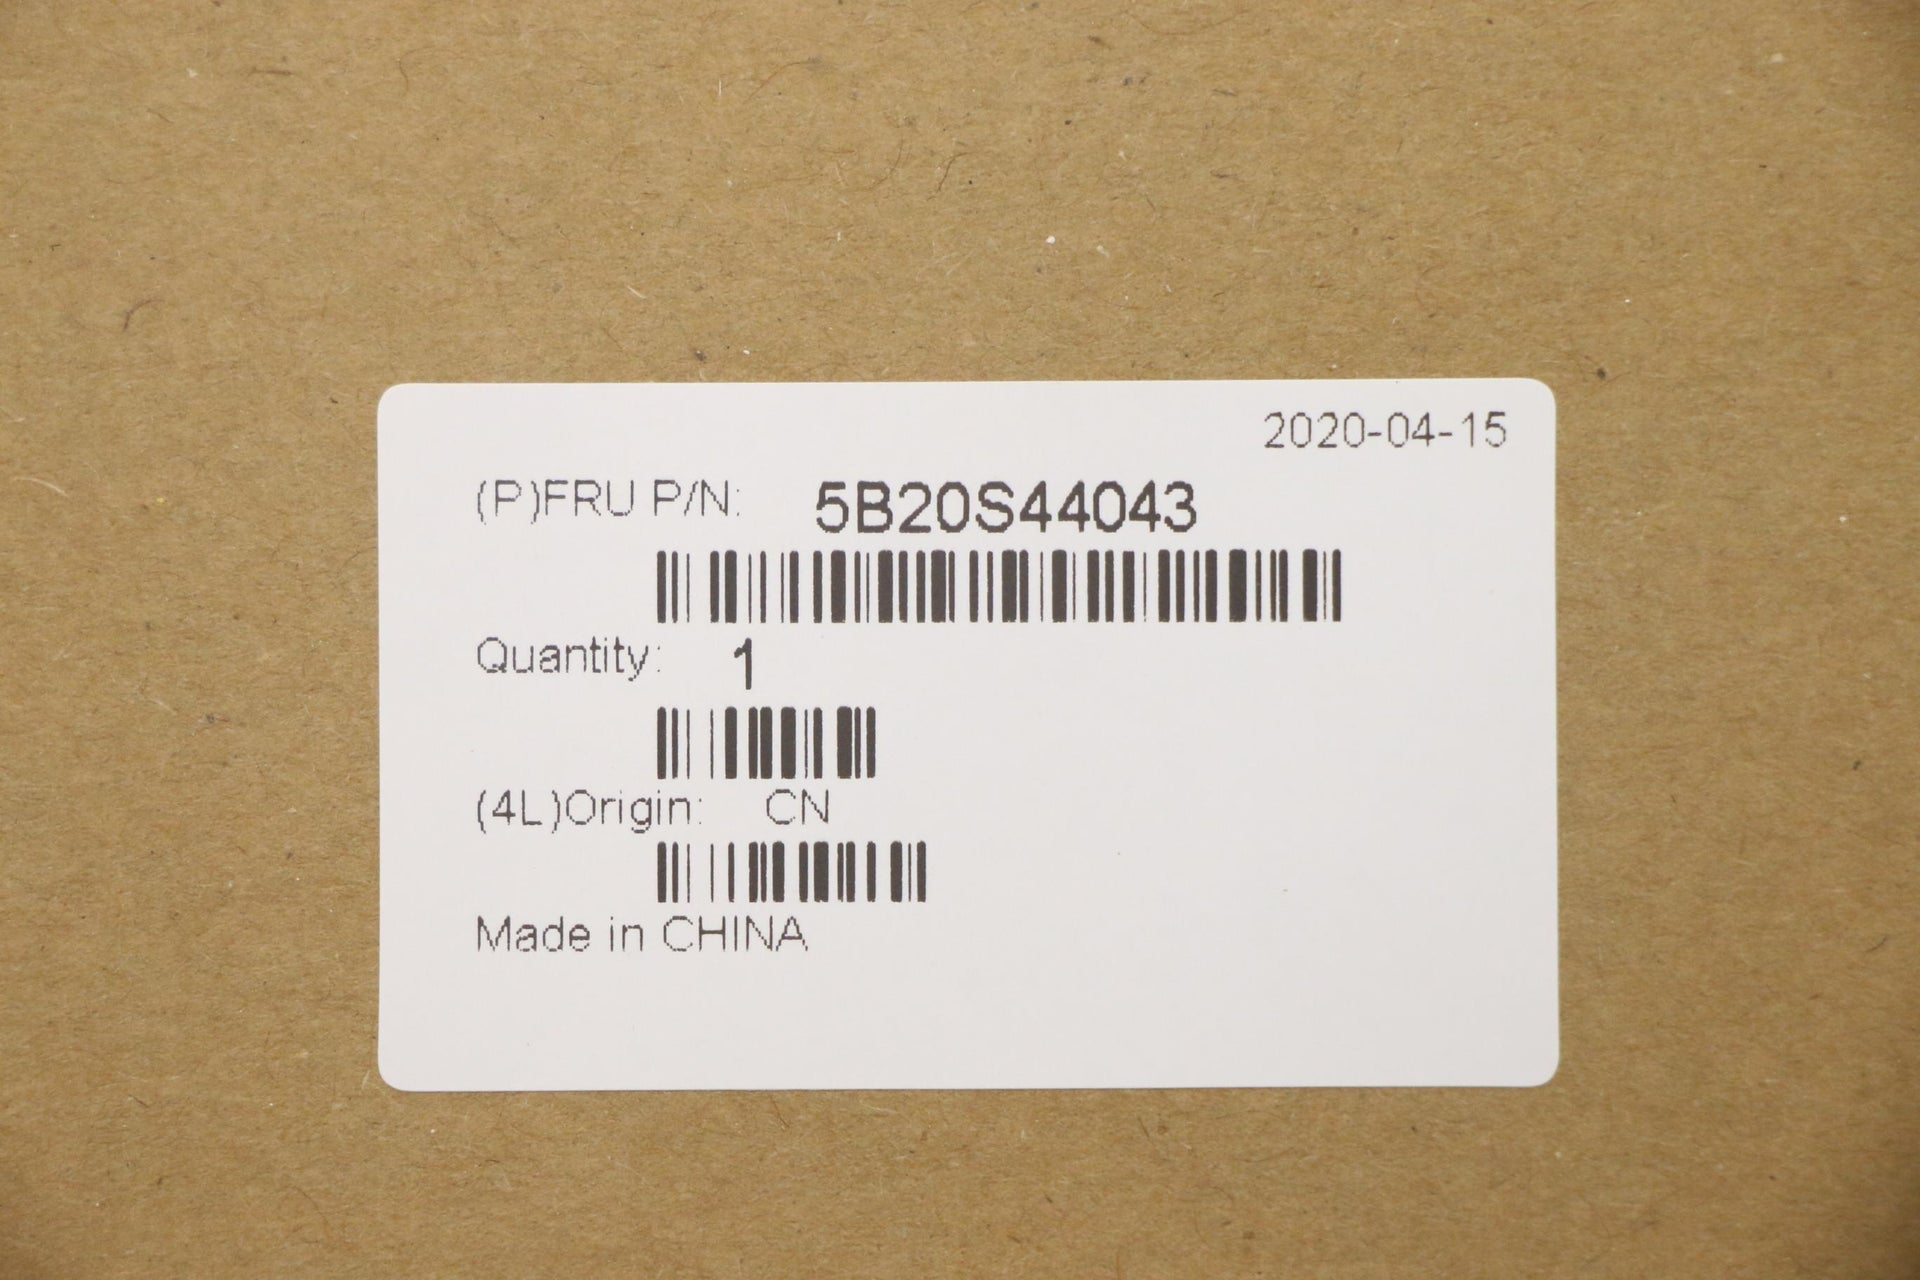 2020-04-15
(P)FRU P/N: 5B20S44043
Quantity: 1
(4L)Origin: CN
Made in CHINA